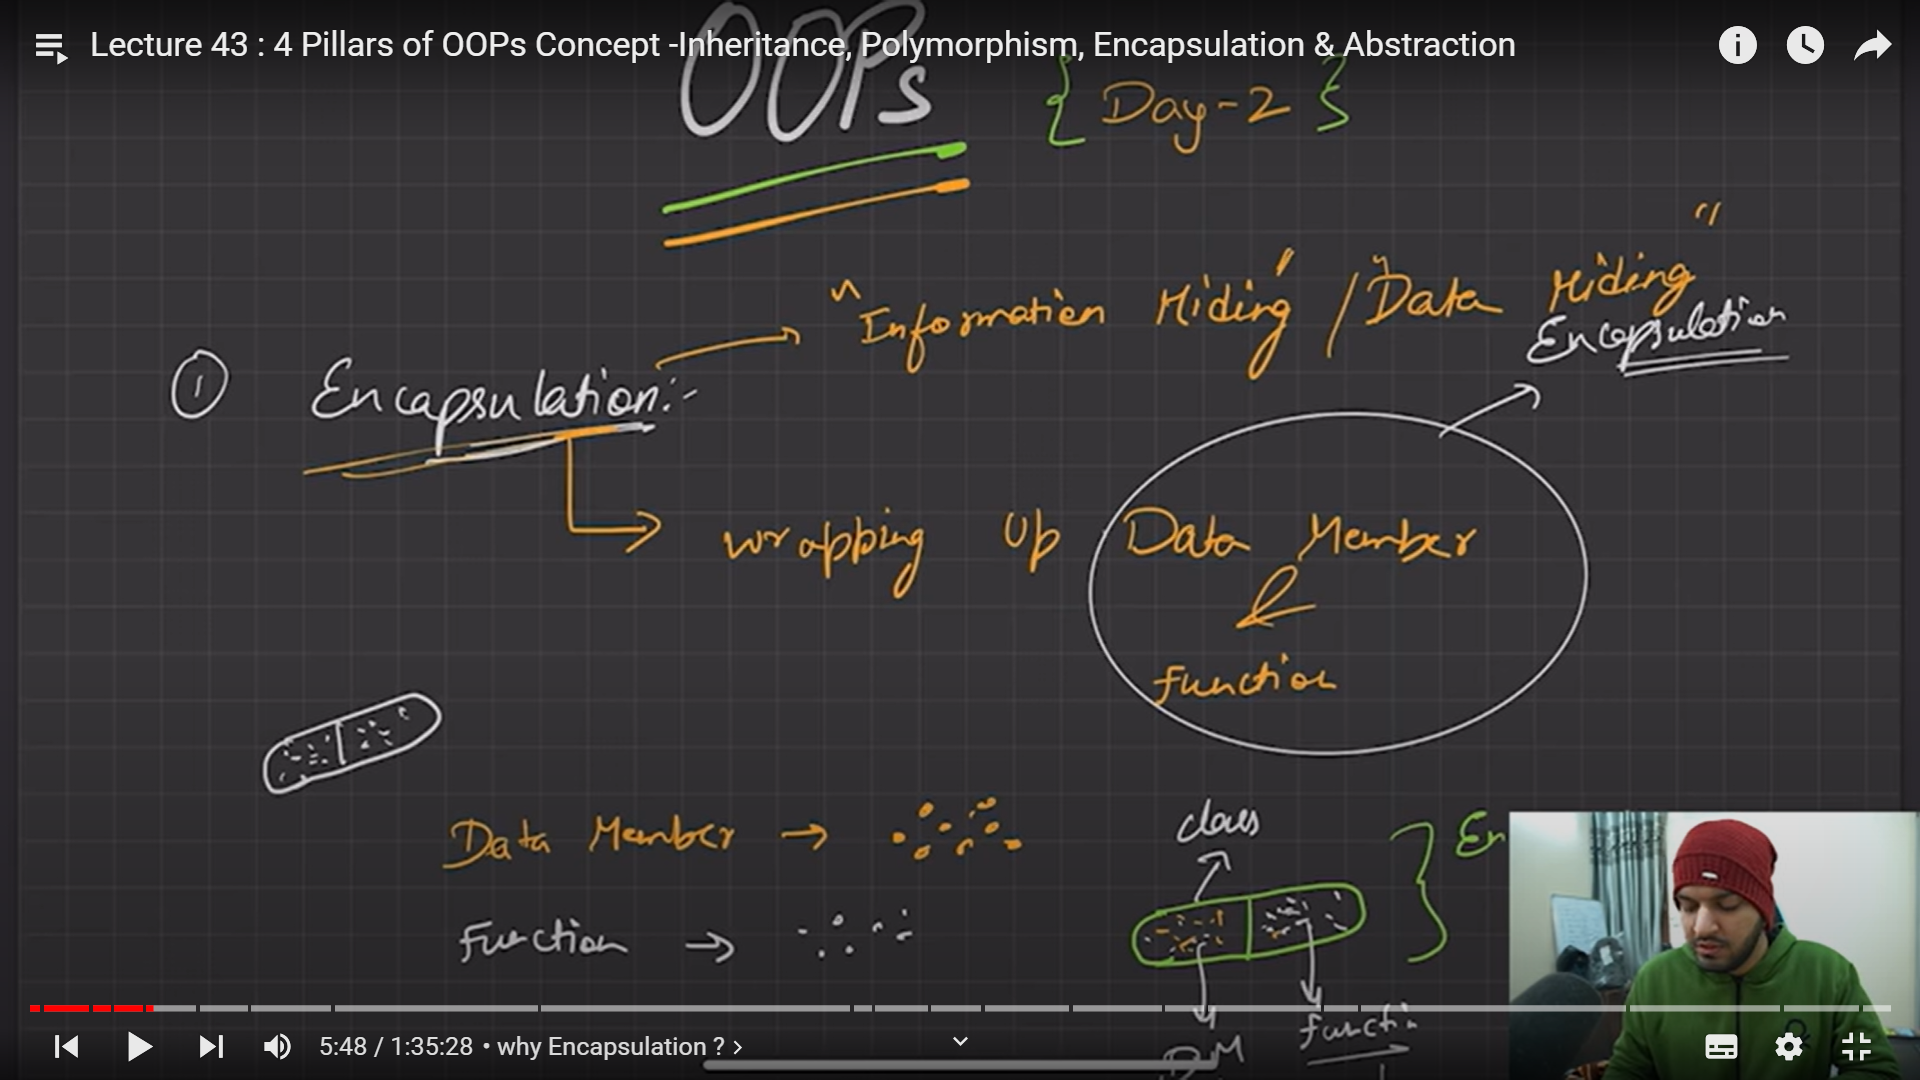 Lecture 43 : 4 Pillars of OOPs Concept -Inheritance, Polymorphism, Encapsulation & Abstraction
OOPs { Day-2 }
"Information Hiding" / "Data Hiding"
Encapsulation
① Encapsulation:-
wrapping Up Data Member
&
function
Data Member →
class
En
Function →
functi
DM
5:48 / 1:35:28 • why Encapsulation ? >